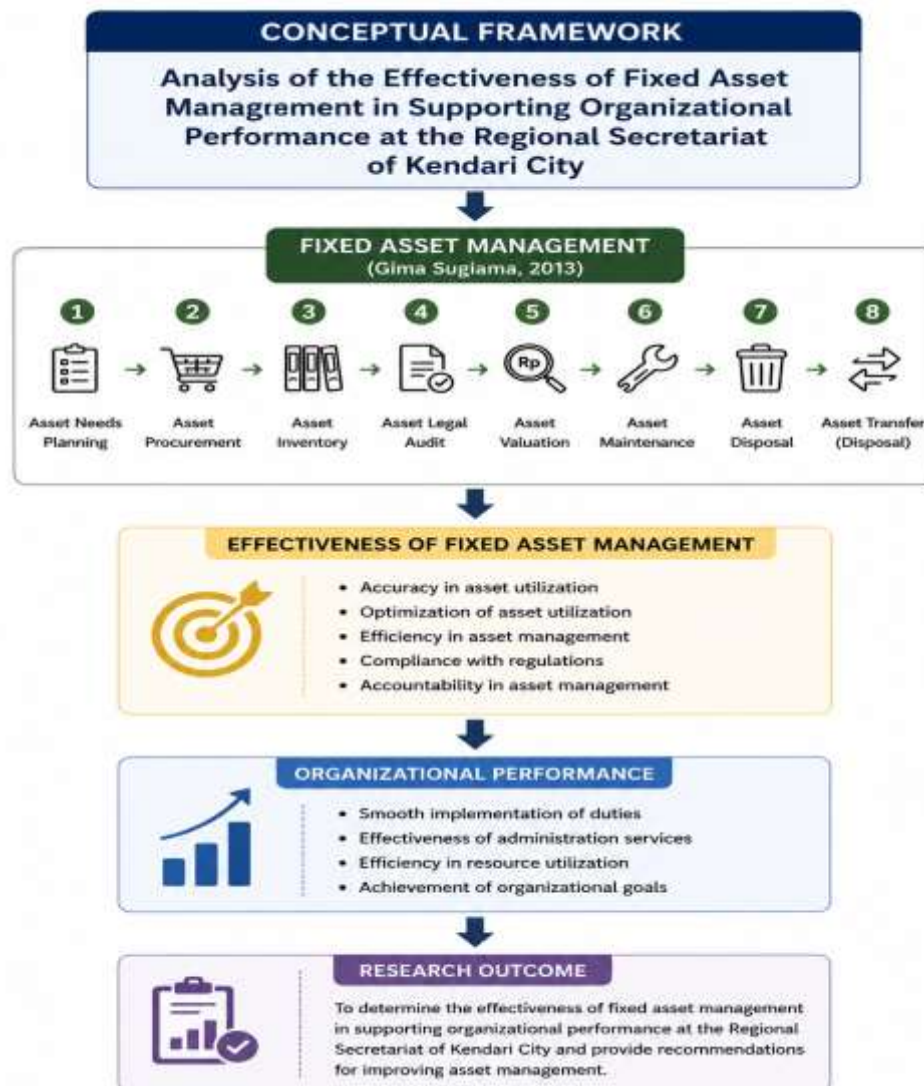 CONCEPTUAL FRAMEWORK
Analysis of the Effectiveness of Fixed Asset
Management in Supporting Organizational
Performance at the Regional Secretariat
of Kendari City
FIXED ASSET MANAGEMENT
(Gima Sugiama, 2013)
1 2 3 4 5 6 7 8
Rp
Asset Needs Planning
Asset Procurement
Asset Inventory
Asset Legal Audit
Asset Valuation
Asset Maintenance
Asset Disposal
Asset Transfer (Disposal)
EFFECTIVENESS OF FIXED ASSET MANAGEMENT
• Accuracy in asset utilization
• Optimization of asset utilization
• Efficiency in asset management
• Compliance with regulations
• Accountability in asset management
ORGANIZATIONAL PERFORMANCE
• Smooth implementation of duties
• Effectiveness of administration services
• Efficiency in resource utilization
• Achievement of organizational goals
RESEARCH OUTCOME
To determine the effectiveness of fixed asset management
in supporting organizational performance at the Regional
Secretariat of Kendari City and provide recommendations
for improving asset management.